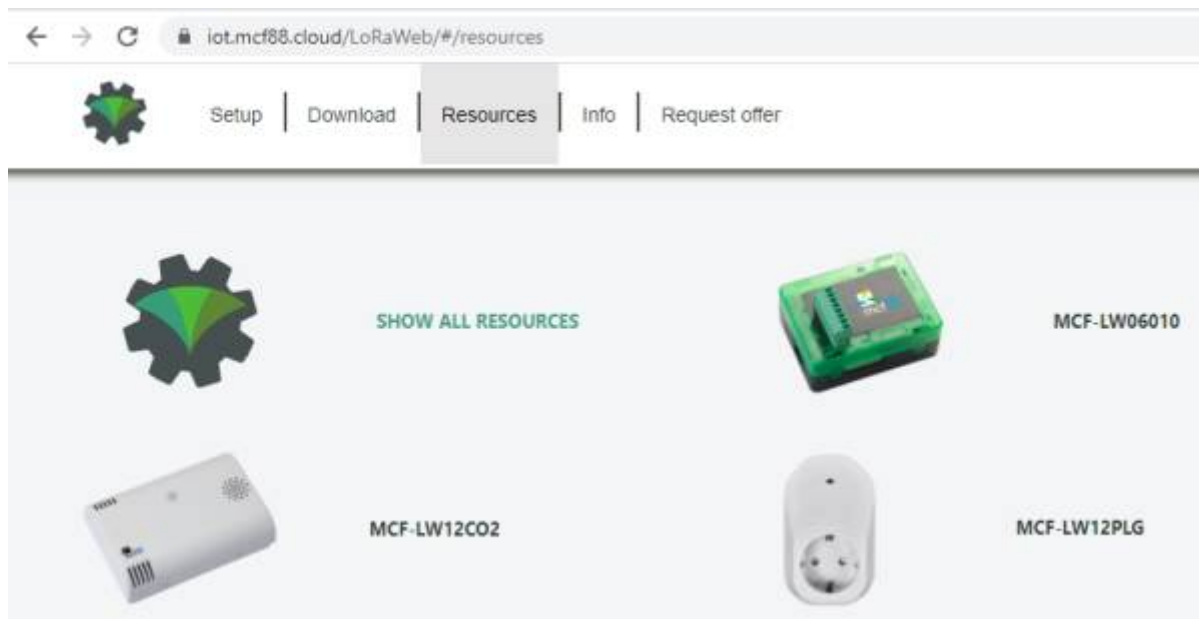 iot.mcf88.cloud/LoRaWeb/#/resources
Setup Download Resources Info Request offer
SHOW ALL RESOURCES
MCF-LW06010
MCF-LW12CO2
MCF-LW12PLG